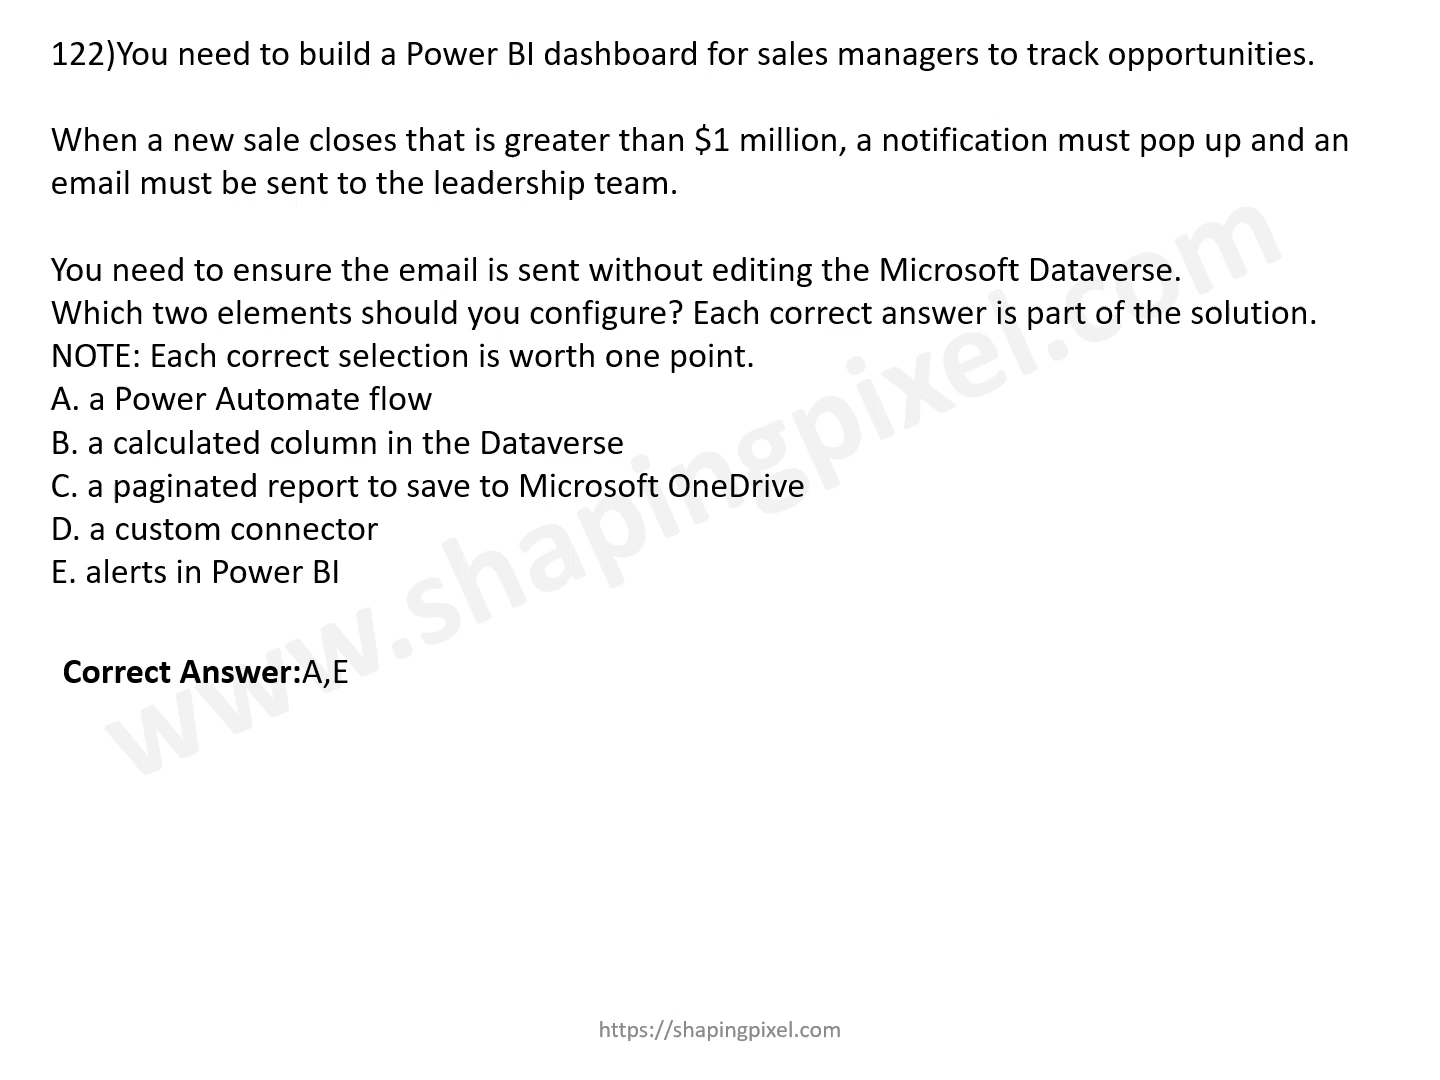 122)You need to build a Power BI dashboard for sales managers to track opportunities.
When a new sale closes that is greater than $1 million, a notification must pop up and an
email must be sent to the leadership team.
You need to ensure the email is sent without editing the Microsoft Dataverse.
Which two elements should you configure? Each correct answer is part of the solution.
NOTE: Each correct selection is worth one point.
A. a Power Automate flow
B. a calculated column in the Dataverse
C. a paginated report to save to Microsoft OneDrive
D. a custom connector
E. alerts in Power BI
Correct Answer:A,E
www.shapingpixel.com
https://shapingpixel.com